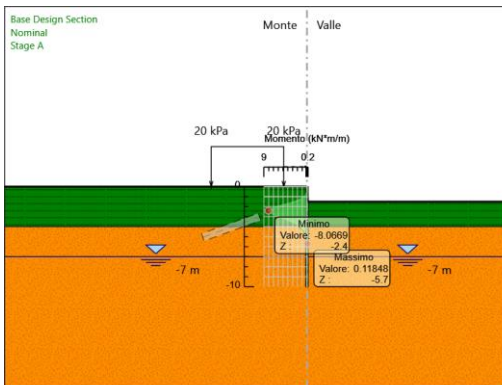 Base Design Section
Nominal
Stage A
Monte
Valle
20 kPa
20 kPa
Momento (kN*m/m)
9
0.2
0
Minimo
Valore: -8.0669
Z : -2.4
Massimo
Valore: 0.11848
Z : -5.7
-7 m
-7 m
-10